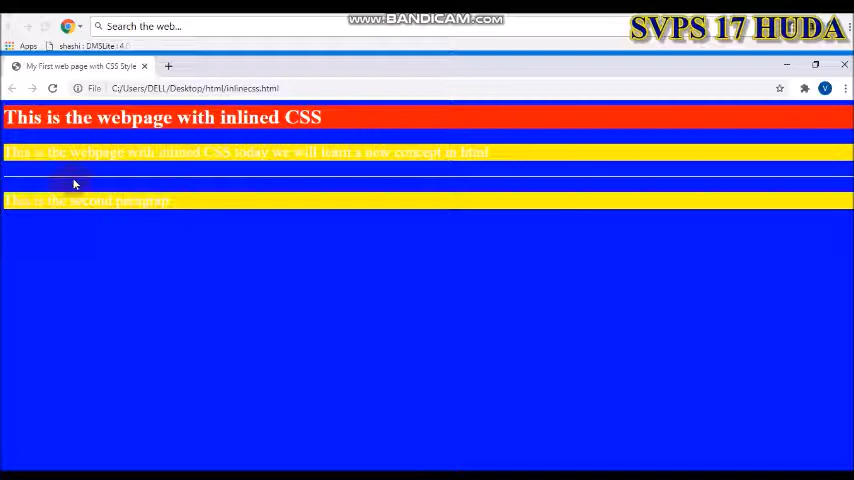 www.BANDICAM.com
SVPS 17 HUDA
Search the web...
Apps
shashi : DMSLite : 4.0
My First web page with CSS Style
File
C:/Users/DELL/Desktop/html/inlinecss.html
V
This is the webpage with inlined CSS
This is the webpage with inlined CSS today we will learn a new concept in html
This is the second paragrap